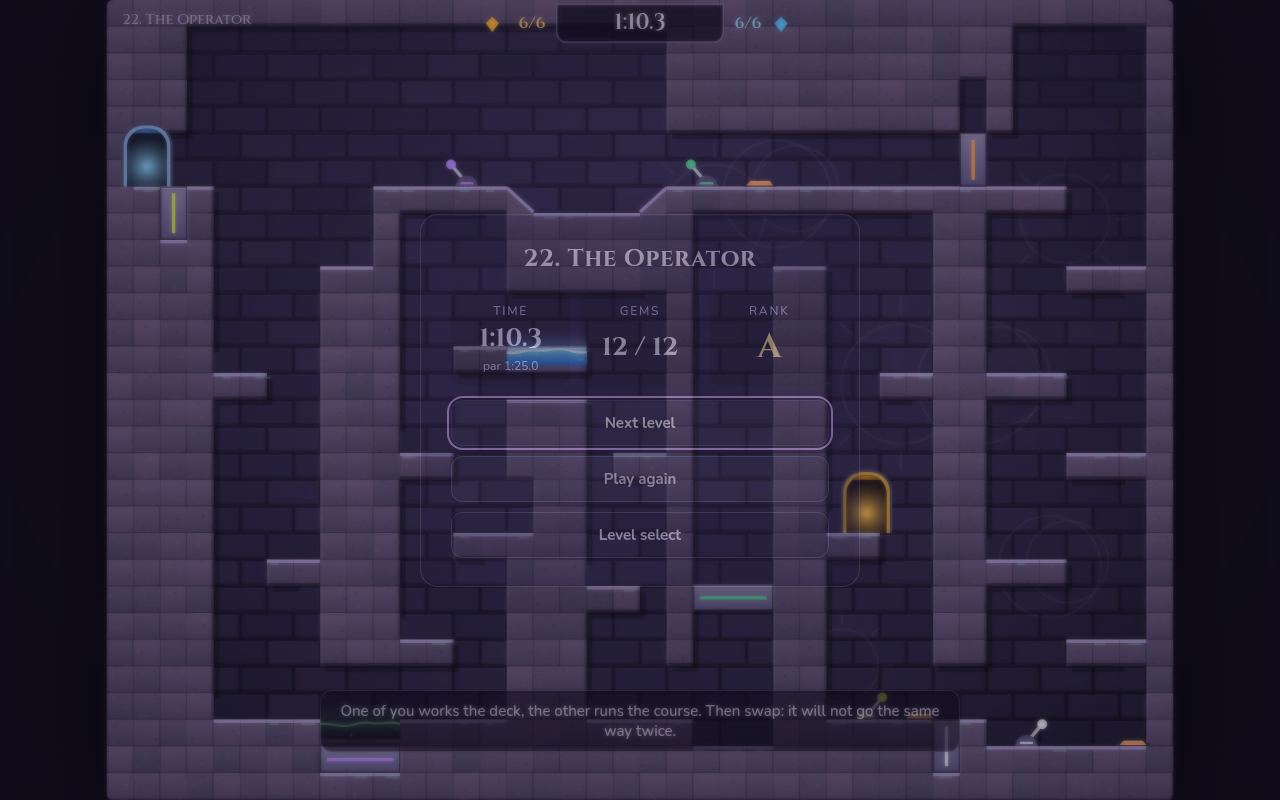 22. The Operator
6/6
1:10.3
6/6
22. The Operator
TIME
GEMS
RANK
1:10.3
12 / 12
A
par 1:25.0
Next level
Play again
Level select
One of you works the deck, the other runs the course. Then swap: it will not go the same
way twice.